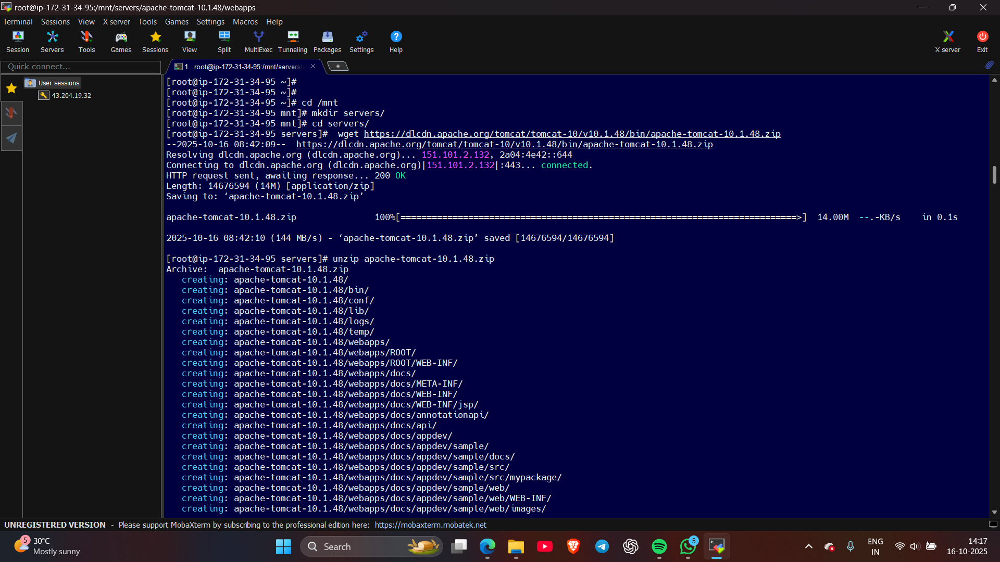 root@ip-172-31-34-95:/mnt/servers/apache-tomcat-10.1.48/webapps
Terminal Sessions View X server Tools Games Settings Macros Help
Session Servers Tools Games Sessions View Split MultiExec Tunneling Packages Settings Help X server Exit
Quick connect...
1. root@ip-172-31-34-95:/mnt/servers/
User sessions
43.204.19.32
[root@ip-172-31-34-95 ~]#
[root@ip-172-31-34-95 ~]#
[root@ip-172-31-34-95 ~]# cd /mnt
[root@ip-172-31-34-95 mnt]# mkdir servers/
[root@ip-172-31-34-95 mnt]# cd servers/
[root@ip-172-31-34-95 servers]#  wget https://dlcdn.apache.org/tomcat/tomcat-10/v10.1.48/bin/apache-tomcat-10.1.48.zip
--2025-10-16 08:42:09--  https://dlcdn.apache.org/tomcat/tomcat-10/v10.1.48/bin/apache-tomcat-10.1.48.zip
Resolving dlcdn.apache.org (dlcdn.apache.org)... 151.101.2.132, 2a04:4e42::644
Connecting to dlcdn.apache.org (dlcdn.apache.org)|151.101.2.132|:443... connected.
HTTP request sent, awaiting response... 200 OK
Length: 14676594 (14M) [application/zip]
Saving to: ‘apache-tomcat-10.1.48.zip’
apache-tomcat-10.1.48.zip 100%[============================================================================>] 14.00M --.-KB/s in 0.1s
2025-10-16 08:42:10 (144 MB/s) - ‘apache-tomcat-10.1.48.zip’ saved [14676594/14676594]
[root@ip-172-31-34-95 servers]# unzip apache-tomcat-10.1.48.zip
Archive:  apache-tomcat-10.1.48.zip
creating: apache-tomcat-10.1.48/
creating: apache-tomcat-10.1.48/bin/
creating: apache-tomcat-10.1.48/conf/
creating: apache-tomcat-10.1.48/lib/
creating: apache-tomcat-10.1.48/logs/
creating: apache-tomcat-10.1.48/temp/
creating: apache-tomcat-10.1.48/webapps/
creating: apache-tomcat-10.1.48/webapps/ROOT/
creating: apache-tomcat-10.1.48/webapps/ROOT/WEB-INF/
creating: apache-tomcat-10.1.48/webapps/docs/
creating: apache-tomcat-10.1.48/webapps/docs/META-INF/
creating: apache-tomcat-10.1.48/webapps/docs/WEB-INF/
creating: apache-tomcat-10.1.48/webapps/docs/WEB-INF/jsp/
creating: apache-tomcat-10.1.48/webapps/docs/annotationapi/
creating: apache-tomcat-10.1.48/webapps/docs/api/
creating: apache-tomcat-10.1.48/webapps/docs/appdev/
creating: apache-tomcat-10.1.48/webapps/docs/appdev/sample/
creating: apache-tomcat-10.1.48/webapps/docs/appdev/sample/docs/
creating: apache-tomcat-10.1.48/webapps/docs/appdev/sample/src/
creating: apache-tomcat-10.1.48/webapps/docs/appdev/sample/src/mypackage/
creating: apache-tomcat-10.1.48/webapps/docs/appdev/sample/web/
creating: apache-tomcat-10.1.48/webapps/docs/appdev/sample/web/WEB-INF/
creating: apache-tomcat-10.1.48/webapps/docs/appdev/sample/web/images/
UNREGISTERED VERSION - Please support MobaXterm by subscribing to the professional edition here: https://mobaxterm.mobatek.net
5
30°C
Mostly sunny
Search
5
ENG
IN
14:17
16-10-2025